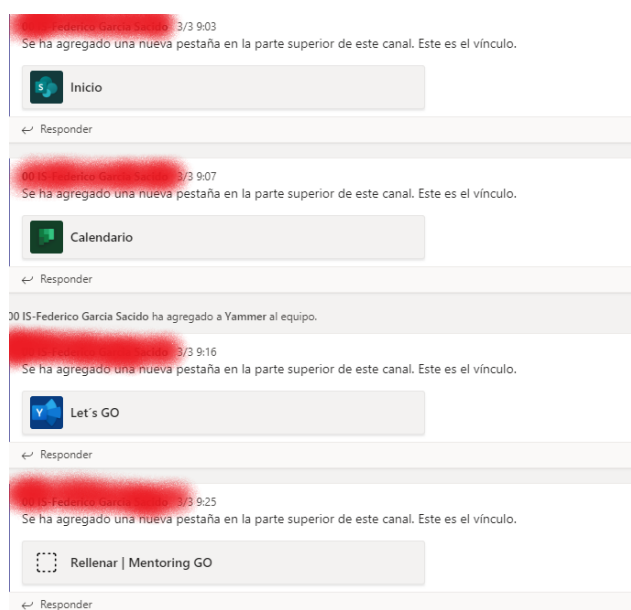 3/3 9:03
Se ha agregado una nueva pestaña en la parte superior de este canal. Este es el vínculo.
Inicio
Responder
3/3 9:07
Se ha agregado una nueva pestaña en la parte superior de este canal. Este es el vínculo.
Calendario
Responder
00 IS-Federico Garcia Sacido ha agregado a Yammer al equipo.
3/3 9:16
Se ha agregado una nueva pestaña en la parte superior de este canal. Este es el vínculo.
Let´s GO
Responder
3/3 9:25
Se ha agregado una nueva pestaña en la parte superior de este canal. Este es el vínculo.
Rellenar | Mentoring GO
Responder